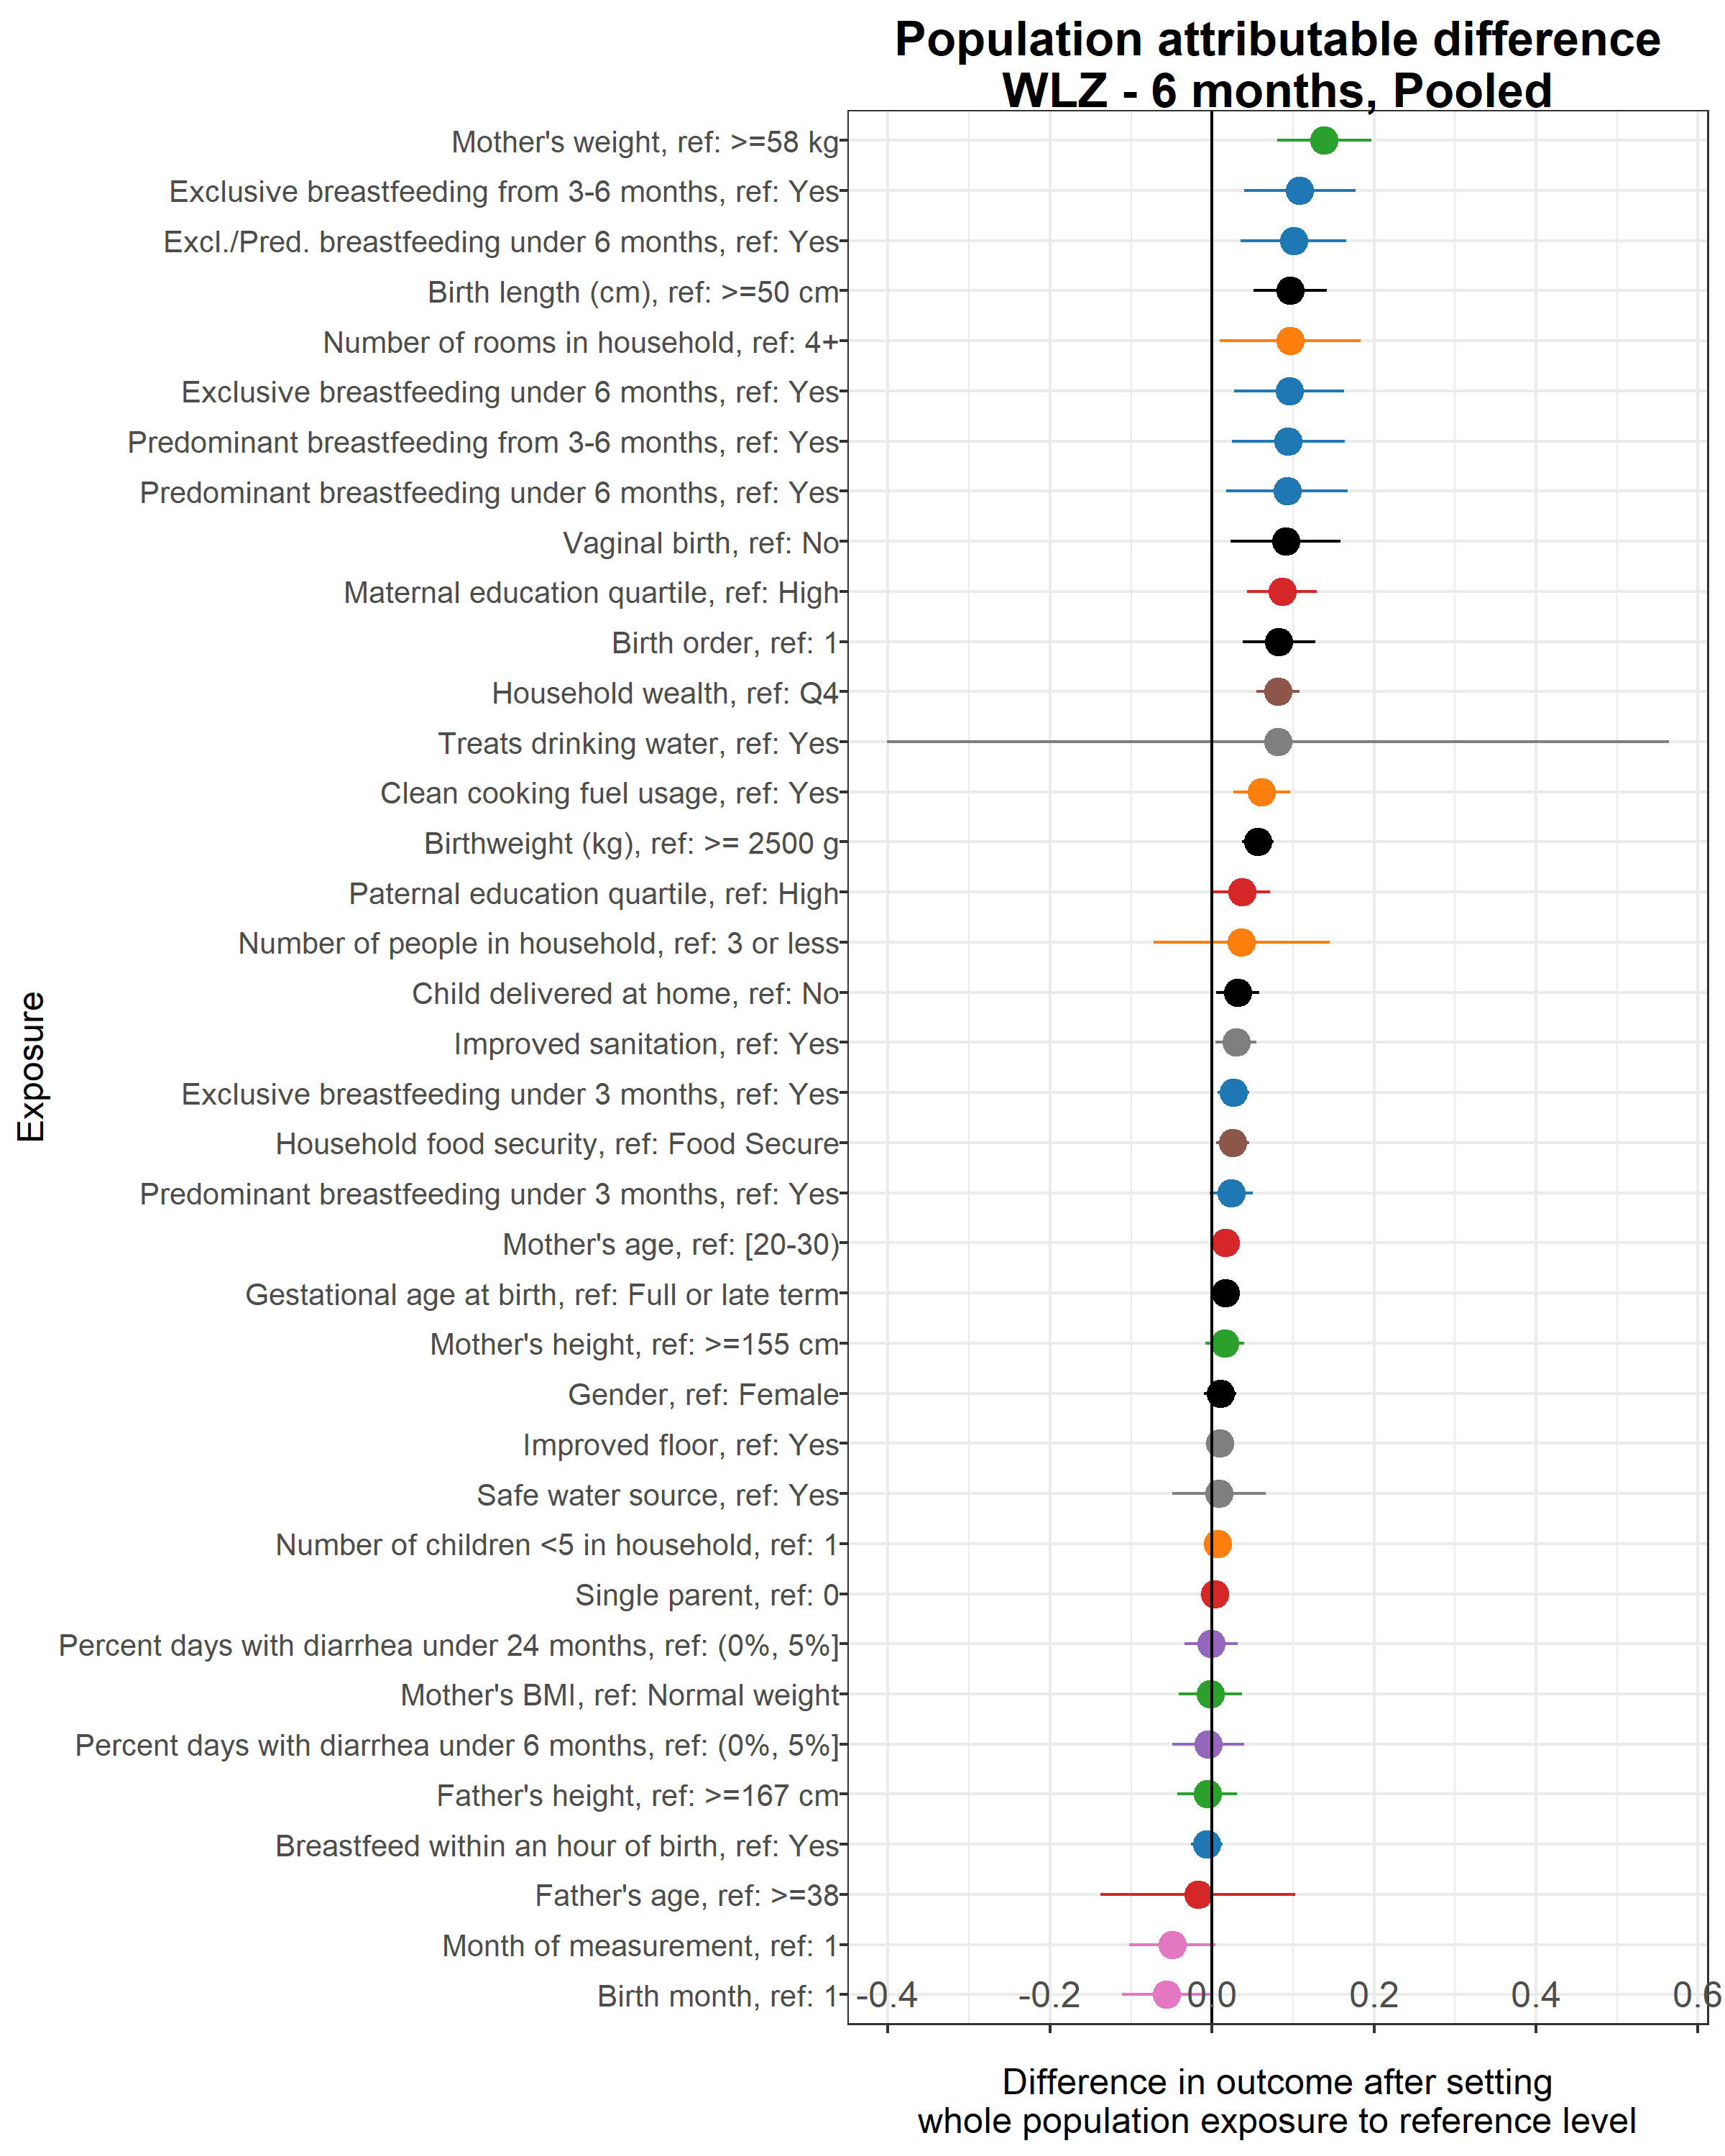 Population attributable difference
WLZ - 6 months, Pooled
Exposure
Mother's weight, ref: >=58 kg
Exclusive breastfeeding from 3-6 months, ref: Yes
Excl./Pred. breastfeeding under 6 months, ref: Yes
Birth length (cm), ref: >=50 cm
Number of rooms in household, ref: 4+
Exclusive breastfeeding under 6 months, ref: Yes
Predominant breastfeeding from 3-6 months, ref: Yes
Predominant breastfeeding under 6 months, ref: Yes
Vaginal birth, ref: No
Maternal education quartile, ref: High
Birth order, ref: 1
Household wealth, ref: Q4
Treats drinking water, ref: Yes
Clean cooking fuel usage, ref: Yes
Birthweight (kg), ref: >= 2500 g
Paternal education quartile, ref: High
Number of people in household, ref: 3 or less
Child delivered at home, ref: No
Improved sanitation, ref: Yes
Exclusive breastfeeding under 3 months, ref: Yes
Household food security, ref: Food Secure
Predominant breastfeeding under 3 months, ref: Yes
Mother's age, ref: [20-30)
Gestational age at birth, ref: Full or late term
Mother's height, ref: >=155 cm
Gender, ref: Female
Improved floor, ref: Yes
Safe water source, ref: Yes
Number of children <5 in household, ref: 1
Single parent, ref: 0
Percent days with diarrhea under 24 months, ref: (0%, 5%]
Mother's BMI, ref: Normal weight
Percent days with diarrhea under 6 months, ref: (0%, 5%]
Father's height, ref: >=167 cm
Breastfeed within an hour of birth, ref: Yes
Father's age, ref: >=38
Month of measurement, ref: 1
Birth month, ref: 1
-0.4 -0.2 0.0 0.2 0.4 0.6
Difference in outcome after setting
whole population exposure to reference level